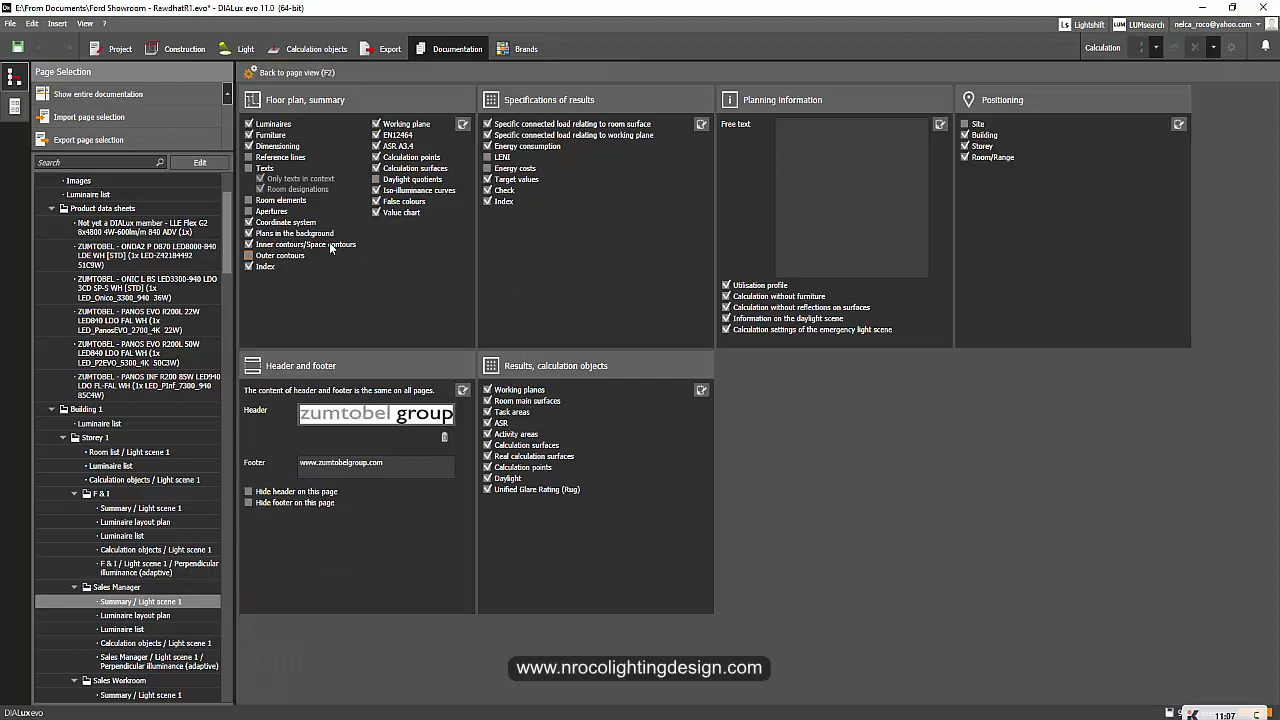 E:\From Documents\Ford Showroom - RawdhatR1.evo* - DIALux evo 11.0 (64-bit)
File Edit Insert View ?
Lightshift LUMsearch nelca_roco@yahoo.com
Project Construction Light Calculation objects Export Documentation Brands Calculation
Page Selection
Show entire documentation
Import page selection
Export page selection
Search Edit
Images
Luminaire list
Product data sheets
Not yet a DIALux member - LLE Flex G2
8x4800 4W-600lm/m 840 ADV (1x)
ZUMTOBEL - ONDA2 P D870 LED8000-840
LDE WH [STD] (1x LED-Z42184492
51C9W)
ZUMTOBEL - ONIC L BS LED3300-940 LDO
3CD SP-S WH [STD] (1x
LED_Onico_3300_940 36W)
ZUMTOBEL - PANOS EVO R200L 22W
LED840 LDO FAL WH (1x
LED_PanosEVO_2700_4K 22W)
ZUMTOBEL - PANOS EVO R200L 50W
LED840 LDO FAL WH (1x
LED_P2EVO_5300_4K 50C3W)
ZUMTOBEL - PANOS INF R200 85W LED940
LDO FL-FAL WH (1x LED_PInf_7300_940
85C4W)
Building 1
Luminaire list
Storey 1
Room list / Light scene 1
Luminaire list
Calculation objects / Light scene 1
F & I
Summary / Light scene 1
Luminaire layout plan
Luminaire list
Calculation objects / Light scene 1
F & I / Light scene 1 / Perpendicular
illuminance (adaptive)
Sales Manager
Summary / Light scene 1
Luminaire layout plan
Luminaire list
Calculation objects / Light scene 1
Sales Manager / Light scene 1 /
Perpendicular illuminance (adaptive)
Sales Workroom
Summary / Light scene 1
Back to page view (F2)
Floor plan, summary
Luminaires
Furniture
Dimensioning
Reference lines
Texts
Only texts in context
Room designations
Room elements
Apertures
Coordinate system
Plans in the background
Inner contours/Space contours
Outer contours
Index
Working plane
EN12464
ASR A3.4
Calculation points
Calculation surfaces
Daylight quotients
Iso-illuminance curves
False colours
Value chart
Specifications of results
Specific connected load relating to room surface
Specific connected load relating to working plane
Energy consumption
LENI
Energy costs
Target values
Check
Index
Planning information
Free text
Utilisation profile
Calculation without furniture
Calculation without reflections on surfaces
Information on the daylight scene
Calculation settings of the emergency light scene
Positioning
Site
Building
Storey
Room/Range
Header and footer
The content of header and footer is the same on all pages.
Header zumtobel group
Footer www.zumtobelgroup.com
Hide header on this page
Hide footer on this page
Results, calculation objects
Working planes
Room main surfaces
Task areas
ASR
Activity areas
Calculation surfaces
Real calculation surfaces
Calculation points
Daylight
Unified Glare Rating (Rug)
www.nrocolightingdesign.com
DIALuxevo
11:07